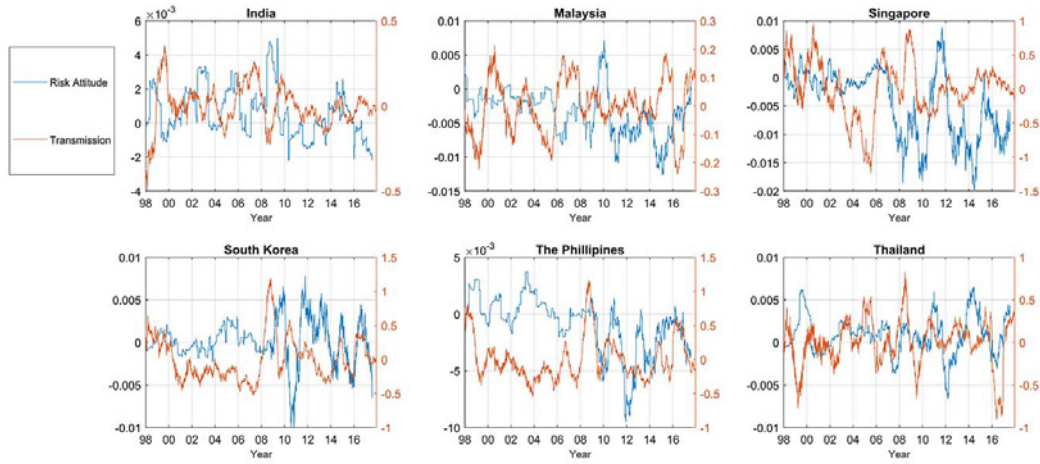 India
Malaysia
Singapore
Risk Attitude
Transmission
6 ×10⁻³ 0.5
4
2
0 0
-2
-4 -0.5
98 00 02 04 06 08 10 12 14 16
Year
0.01 0.3
0.005 0.2
0 0.1
-0.005 0
-0.01 -0.1
-0.015 -0.2
-0.3
98 00 02 04 06 08 10 12 14 16
Year
0.01 1
0.005 0.5
0 0
-0.005 -0.5
-0.01 -1
-0.015 -1.5
-0.02
98 00 02 04 06 08 10 12 14 16
Year
South Korea
The Phillipines
Thailand
0.01 1.5
0.005 1
0 0.5
-0.005 0
-0.01 -0.5
-1
98 00 02 04 06 08 10 12 14 16
Year
5 ×10⁻³ 1.5
0 1
-5 0.5
-10 0
-0.5
-1
98 00 02 04 06 08 10 12 14 16
Year
0.01 1
0.005 0.5
0 0
-0.005 -0.5
-0.01 -1
98 00 02 04 06 08 10 12 14 16
Year